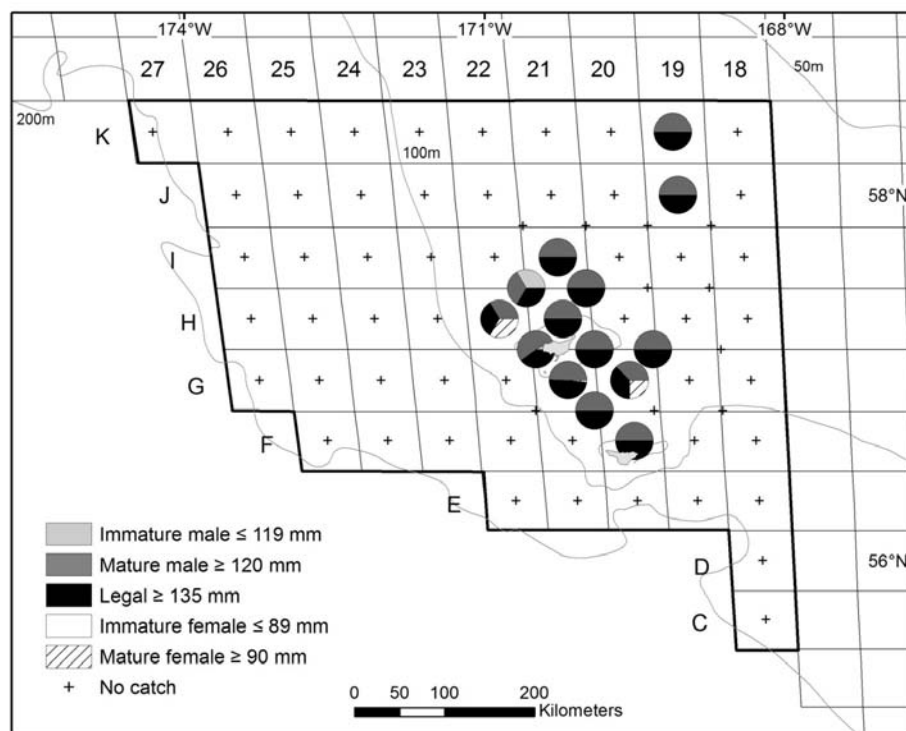 174°W 171°W 168°W
27 26 25 24 23 22 21 20 19 18
50m
200m
K
100m
J
58°N
I
H
G
F
E
Immature male ≤ 119 mm
Mature male ≥ 120 mm
D
56°N
Legal ≥ 135 mm
Immature female ≤ 89 mm
C
Mature female ≥ 90 mm
+ No catch
0 50 100 200
Kilometers